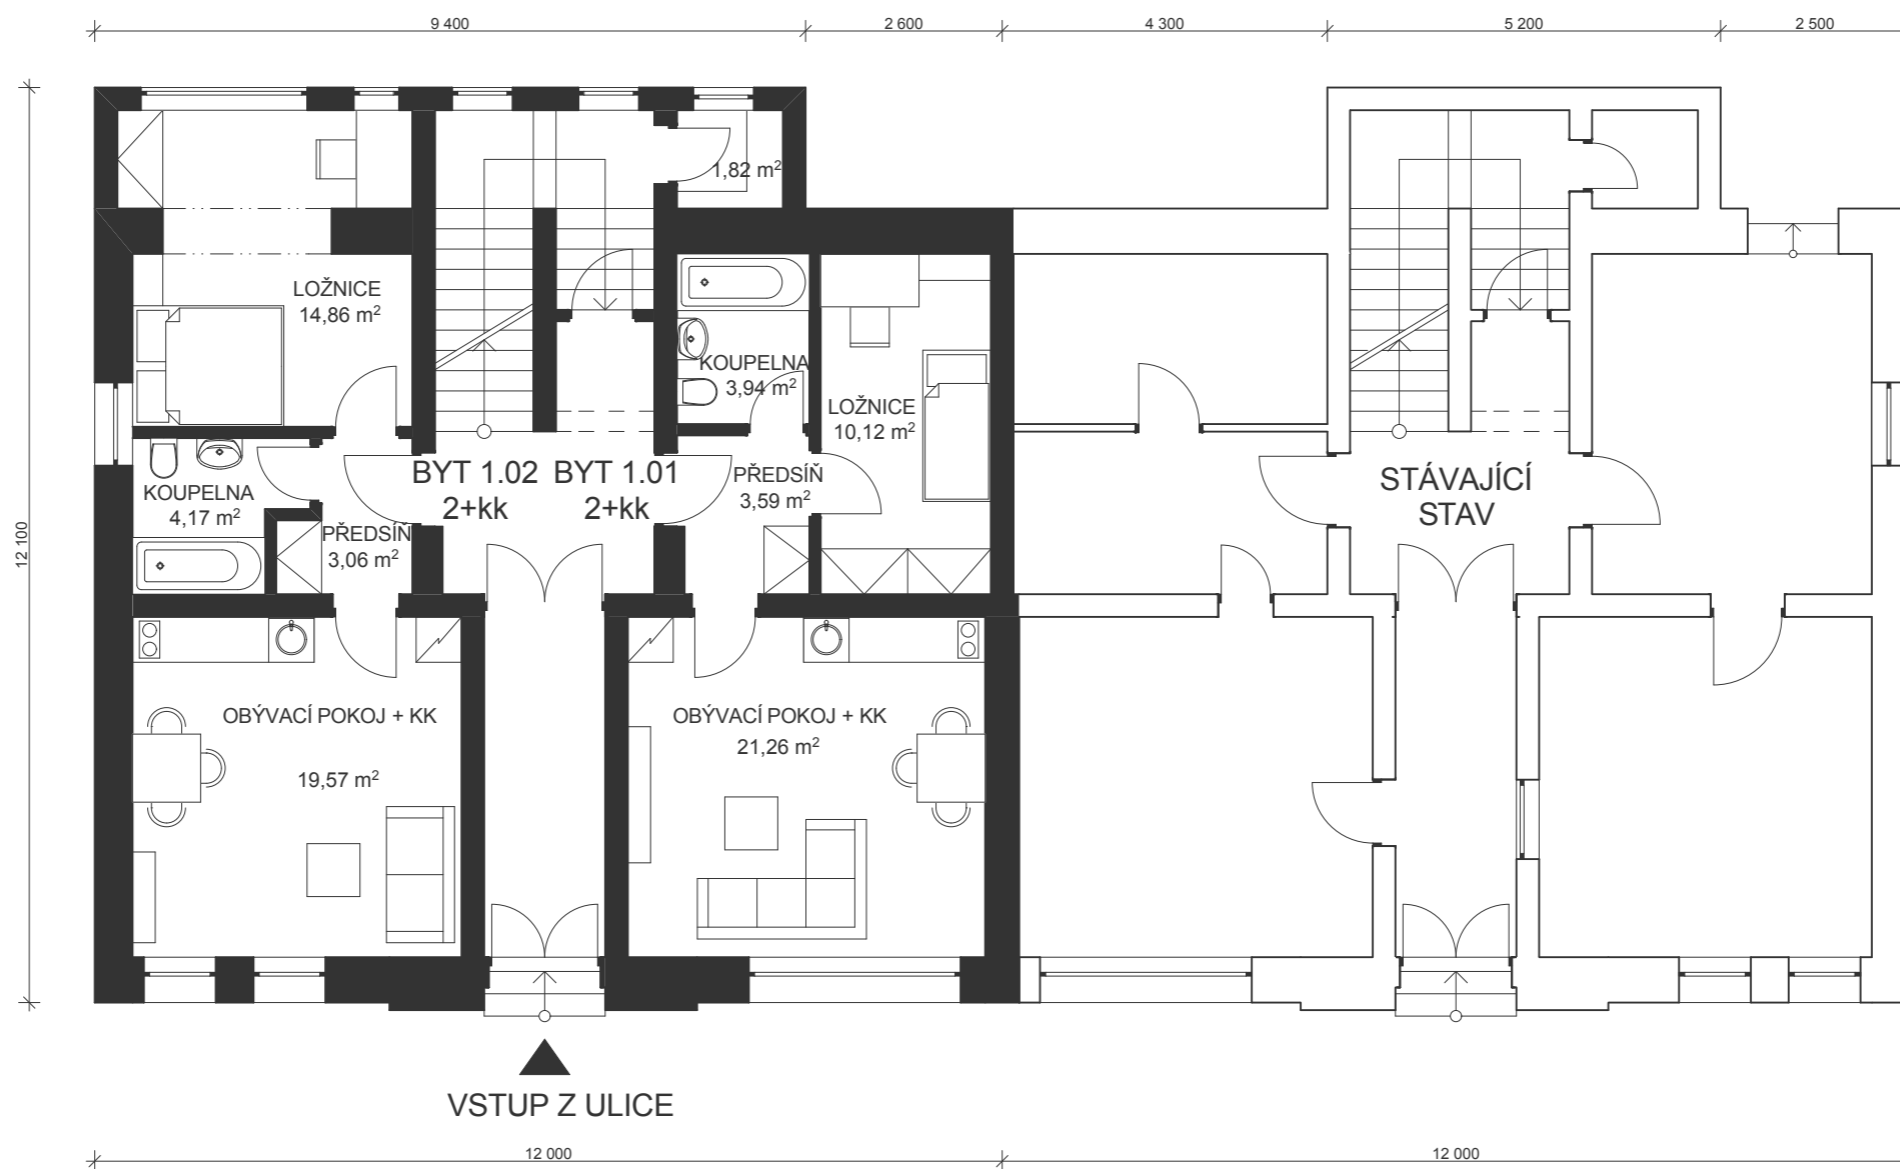 9 400
2 600
4 300
5 200
2 500
12 100
1,82 m²
LOŽNICE
14,86 m²
KOUPELNA
3,94 m²
LOŽNICE
10,12 m²
BYT 1.02
2+kk
BYT 1.01
2+kk
PŘEDSÍŇ
3,59 m²
STÁVAJÍCÍ
STAV
KOUPELNA
4,17 m²
PŘEDSÍŇ
3,06 m²
OBÝVACÍ POKOJ + KK
19,57 m²
OBÝVACÍ POKOJ + KK
21,26 m²
VSTUP Z ULICE
12 000
12 000